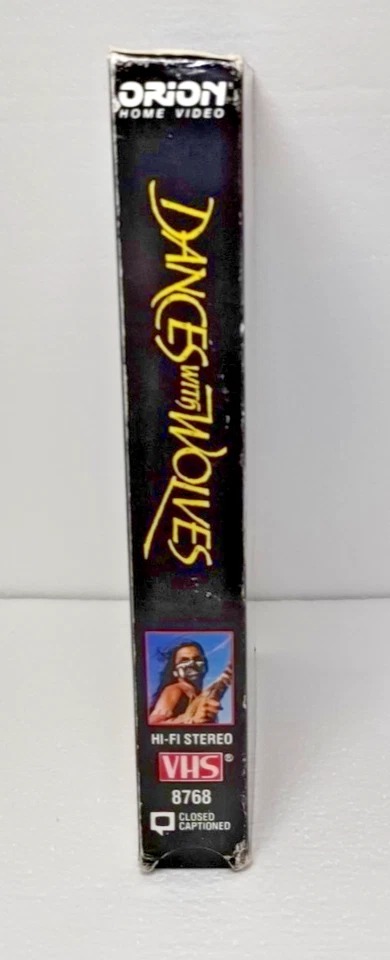 ORION
HOME VIDEO
DANCES WITH WOLVES
HI-FI STEREO
VHS®
8768
CLOSED
CAPTIONED